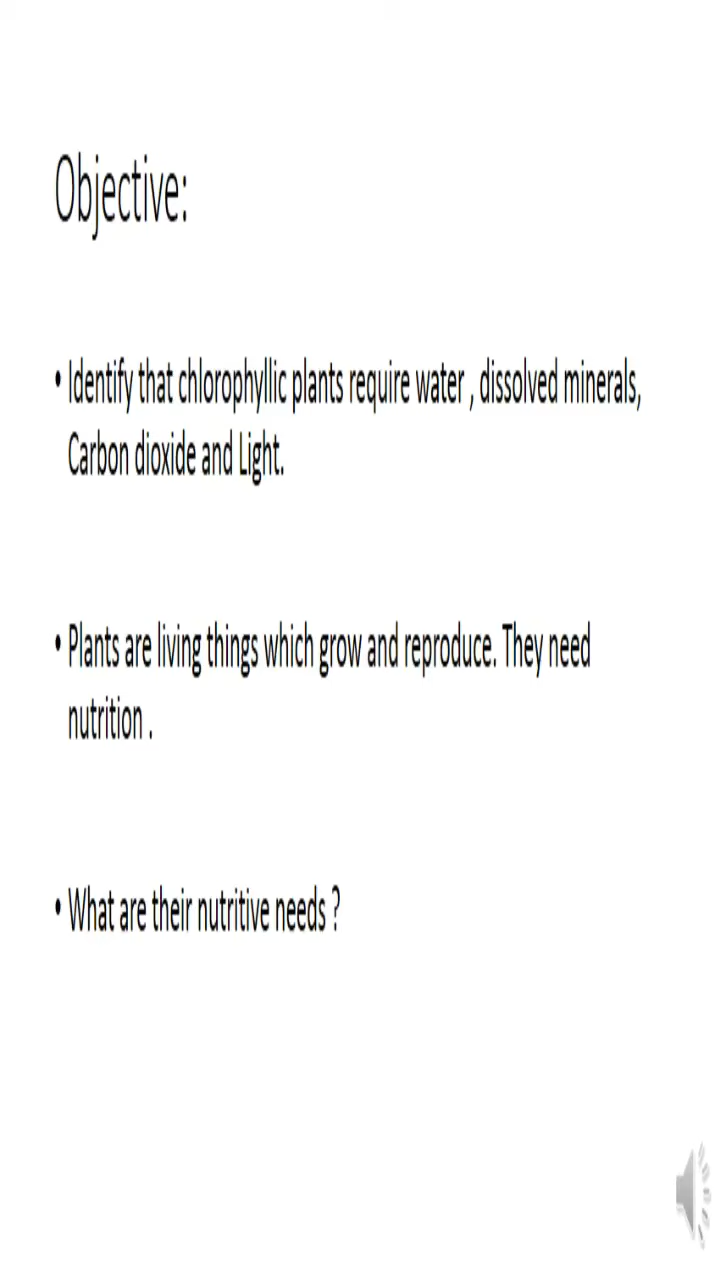 Objective:
• Identify that chlorophyllic plants require water , dissolved minerals,
Carbon dioxide and Light.
• Plants are living things which grow and reproduce. They need
nutrition .
• What are their nutritive needs ?